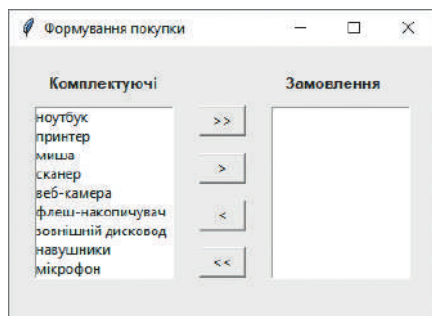 Формування покупки
Комплектуючі
Замовлення
ноутбук
принтер
миша
сканер
веб-камера
флеш-накопичувач
зовнішній дисковод
навушники
мікрофон
>>
>
<
<<